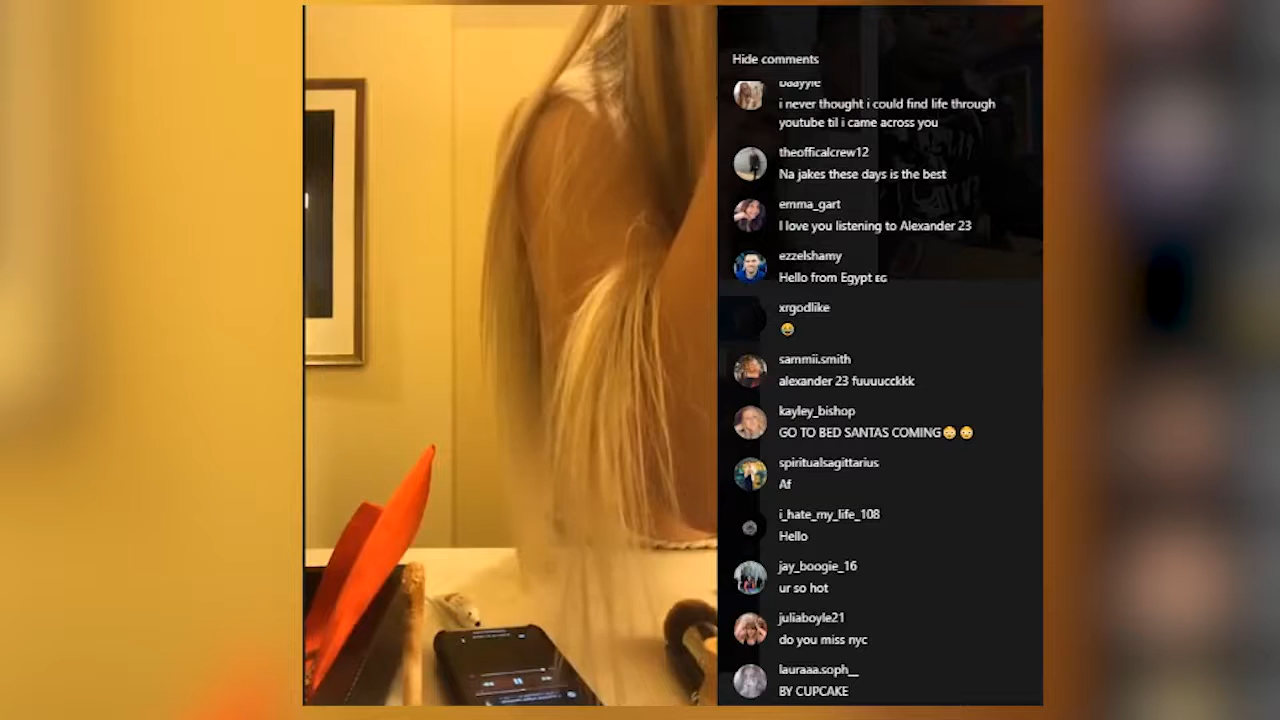 Hide comments
baayyie
i never thought i could find life through
youtube til i came across you
theofficalcrew12
Na jakes these days is the best
emma_gart
I love you listening to Alexander 23
ezzelshamy
Hello from Egypt EG
xrgodlike
😂
sammii.smith
alexander 23 fuuuucckkk
kayley_bishop
GO TO BED SANTAS COMING😳😳
spiritualsagittarius
Af
i_hate_my_life_108
Hello
jay_boogie_16
ur so hot
juliaboyle21
do you miss nyc
lauraaa.soph__
BY CUPCAKE